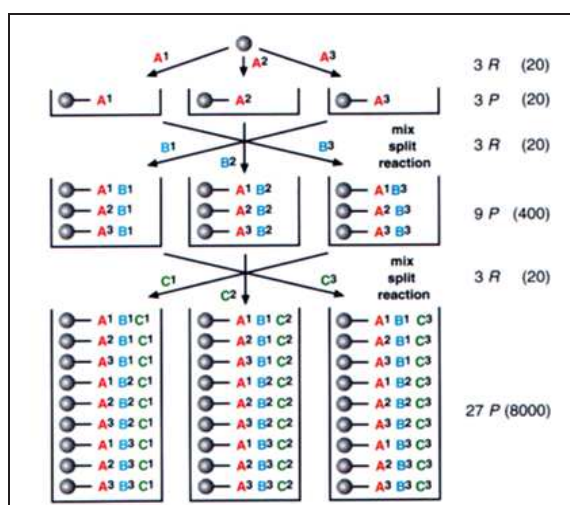 A1 A2 A3 3 R (20)
A1 A2 A3 3 P (20)
mix
B1 B2 B3 split 3 R (20)
reaction
A1 B1 A1 B2 A1 B3
A2 B1 A2 B2 A2 B3 9 P (400)
A3 B1 A3 B2 A3 B3
mix
C1 C2 C3 split 3 R (20)
reaction
A1 B1 C1 A1 B1 C2 A1 B1 C3
A2 B1 C1 A2 B1 C2 A2 B1 C3
A3 B1 C1 A3 B1 C2 A3 B1 C3
A1 B2 C1 A1 B2 C2 A1 B2 C3
A2 B2 C1 A2 B2 C2 A2 B2 C3 27 P (8000)
A3 B2 C1 A3 B2 C2 A3 B2 C3
A1 B3 C1 A1 B3 C2 A1 B3 C3
A2 B3 C1 A2 B3 C2 A2 B3 C3
A3 B3 C1 A3 B3 C2 A3 B3 C3